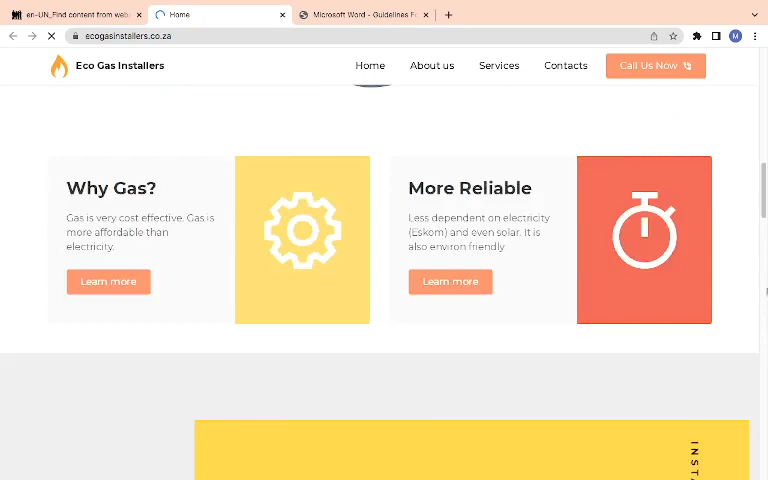 en-UN_Find content from web
Home
Microsoft Word - Guidelines Fo
ecogasinstallers.co.za
M
Eco Gas Installers
Home
About us
Services
Contacts
Call Us Now
Why Gas?
Gas is very cost effective. Gas is
more affordable than
electricity.
Learn more
More Reliable
Less dependent on electricity
(Eskom) and even solar. It is
also environ friendly
Learn more
INSTA